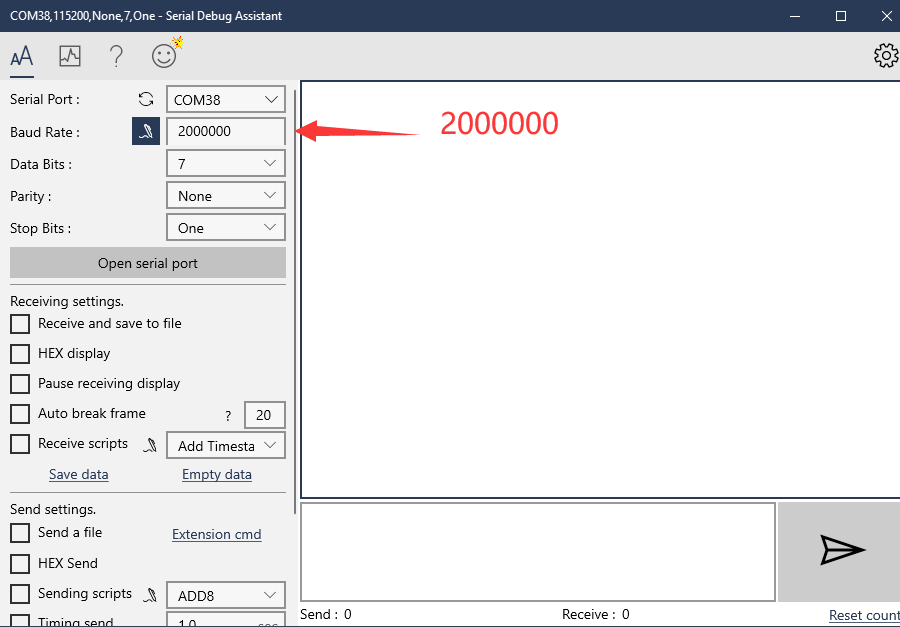 COM38,115200,None,7,One - Serial Debug Assistant
AA
?
Serial Port :
COM38
Baud Rate :
2000000
2000000
Data Bits :
7
Parity :
None
Stop Bits :
One
Open serial port
Receiving settings.
Receive and save to file
HEX display
Pause receiving display
Auto break frame
?
20
Receive scripts
Add Timesta
Save data
Empty data
Send settings.
Send a file
Extension cmd
HEX Send
Sending scripts
ADD8
Timing send
1.0
sec
Send : 0
Receive : 0
Reset count